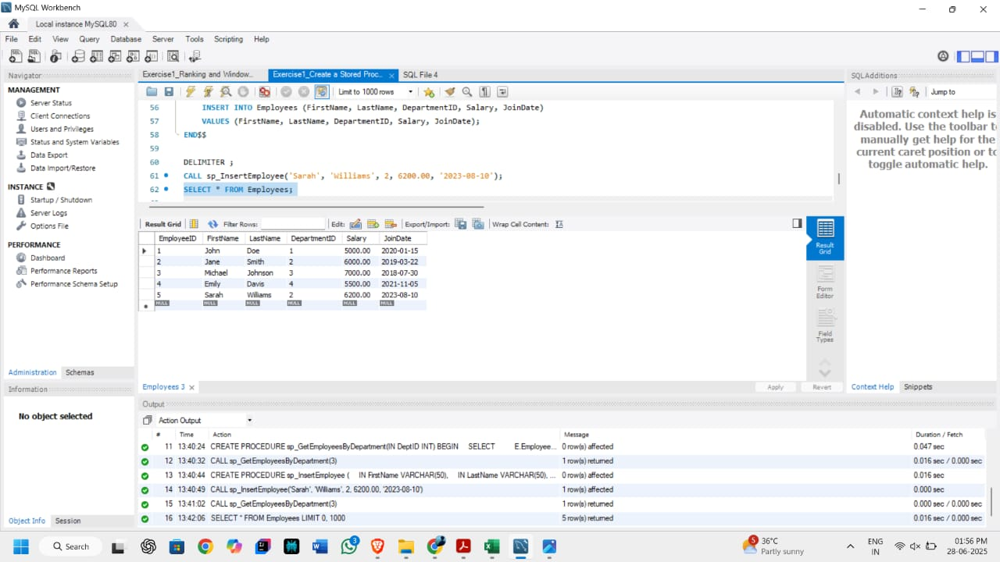 MySQL Workbench
Local instance MySQL80
File Edit View Query Database Server Tools Scripting Help
Navigator
MANAGEMENT
Server Status
Client Connections
Users and Privileges
Status and System Variables
Data Export
Data Import/Restore
INSTANCE
Startup / Shutdown
Server Logs
Options File
PERFORMANCE
Dashboard
Performance Reports
Performance Schema Setup
Administration Schemas
Information
No object selected
Object Info Session
Exercise1_Ranking and Window... Exercise1_Create a Stored Proc... SQL File 4
Limit to 1000 rows
56 INSERT INTO Employees (FirstName, LastName, DepartmentID, Salary, JoinDate)
57 VALUES (FirstName, LastName, DepartmentID, Salary, JoinDate);
58 END$$
59
60 DELIMITER ;
61 CALL sp_InsertEmployee('Sarah', 'Williams', 2, 6200.00, '2023-08-10');
62 SELECT * FROM Employees;
Result Grid Filter Rows: Edit: Export/Import: Wrap Cell Content:
EmployeeID FirstName LastName DepartmentID Salary JoinDate
1 John Doe 1 5000.00 2020-01-15
2 Jane Smith 2 6000.00 2019-03-22
3 Michael Johnson 3 7000.00 2018-07-30
4 Emily Davis 4 5500.00 2021-11-05
5 Sarah Williams 2 6200.00 2023-08-10
NULL NULL NULL NULL NULL NULL
Result Grid
Form Editor
Field Types
Employees 3 Apply Revert
Output
Action Output
# Time Action Message Duration / Fetch
11 13:40:24 CREATE PROCEDURE sp_GetEmployeesByDepartment(IN DeptID INT) BEGIN SELECT E.Employee... 0 row(s) affected 0.047 sec
12 13:40:32 CALL sp_GetEmployeesByDepartment(3) 1 row(s) returned 0.016 sec / 0.000 sec
13 13:40:44 CREATE PROCEDURE sp_InsertEmployee ( IN FirstName VARCHAR(50), IN LastName VARCHAR(50), ... 0 row(s) affected 0.016 sec
14 13:40:49 CALL sp_InsertEmployee('Sarah', 'Williams', 2, 6200.00, '2023-08-10') 1 row(s) affected 0.000 sec
15 13:41:02 CALL sp_GetEmployeesByDepartment(3) 1 row(s) returned 0.000 sec / 0.000 sec
16 13:42:06 SELECT * FROM Employees LIMIT 0, 1000 5 row(s) returned 0.016 sec / 0.000 sec
SQLAdditions
Jump to
Automatic context help is
disabled. Use the toolbar t
manually get help for the
current caret position or to
toggle automatic help.
Context Help Snippets
Search
3
5
36°C
Partly sunny
ENG
IN
01:56 PM
28-06-2025